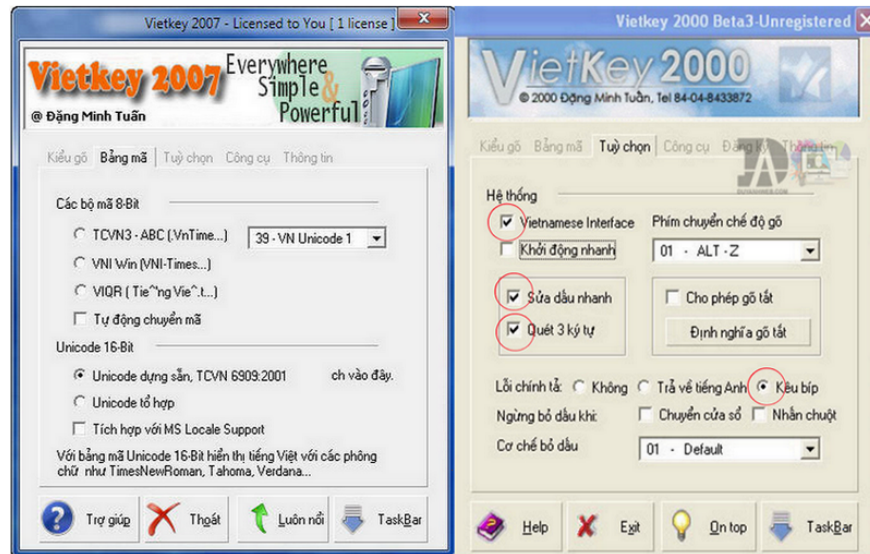 Vietkey 2007 - Licensed to You [ 1 license ]
Vietkey 2007
Everywhere
Simple &
Powerful
@ Đặng Minh Tuấn
Kiểu gõ Bảng mã Tuỳ chọn Công cụ Thông tin
Các bộ mã 8-Bit
TCVN3 - ABC (.VnTime...)
39 - VN Unicode 1
VNI Win (VNI-Times...)
VIQR ( Tie^'ng Vie^.t...)
Tự động chuyển mã
Unicode 16-Bit
Unicode dựng sẵn, TCVN 6909:2001
ch vào đây.
Unicode tổ hợp
Tích hợp với MS Locale Support
Với bảng mã Unicode 16-Bit hiển thị tiếng Việt với các phông
chữ như TimesNewRoman, Tahoma, Verdana...
Trợ giúp Thoát Luôn nổi TaskBar
Vietkey 2000 Beta3-Unregistered
VietKey 2000
© 2000 Đặng Minh Tuấn, Tel 84-04-8433872
Kiểu gõ Bảng mã Tuỳ chọn Công cụ Đăng ký Thông tin
Hệ thống
Vietnamese Interface
Phím chuyển chế độ gõ
Khởi động nhanh
01 - ALT - Z
Sửa dấu nhanh
Cho phép gõ tắt
Quét 3 ký tự
Định nghĩa gõ tắt
Lỗi chính tả: Không Trả về tiếng Anh Kêu bíp
Ngừng bỏ dấu khi: Chuyển cửa sổ Nhấn chuột
Cơ chế bỏ dấu
01 - Default
Help Exit On top TaskBar